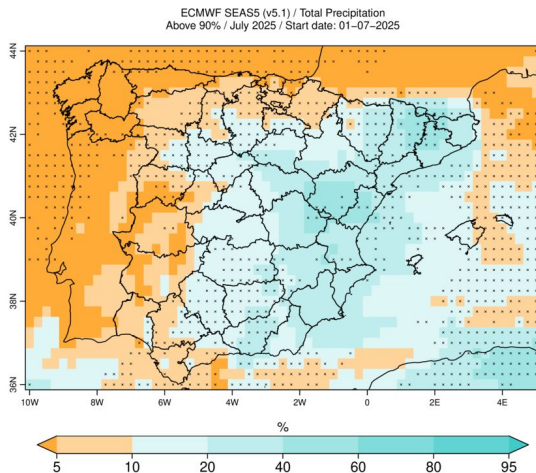 ECMWF SEAS5 (v5.1) / Total Precipitation
Above 90% / July 2025 / Start date: 01−07−2025
44N
42N
40N
38N
36N
10W 8W 6W 4W 2W 0 2E 4E
%
5 10 20 40 60 80 95